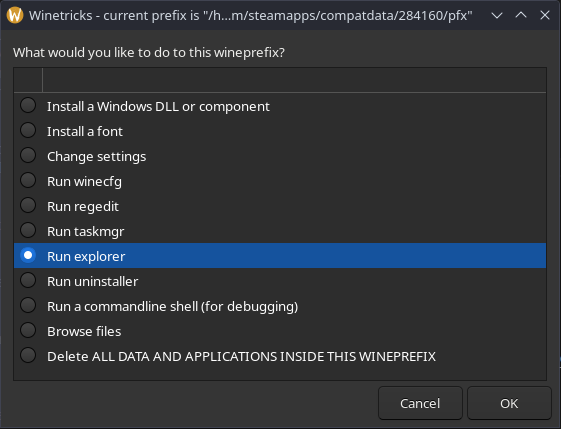 Winetricks - current prefix is "/h...m/steamapps/compatdata/284160/pfx"
What would you like to do to this wineprefix?
Install a Windows DLL or component
Install a font
Change settings
Run winecfg
Run regedit
Run taskmgr
Run explorer
Run uninstaller
Run a commandline shell (for debugging)
Browse files
Delete ALL DATA AND APPLICATIONS INSIDE THIS WINEPREFIX
Cancel
OK